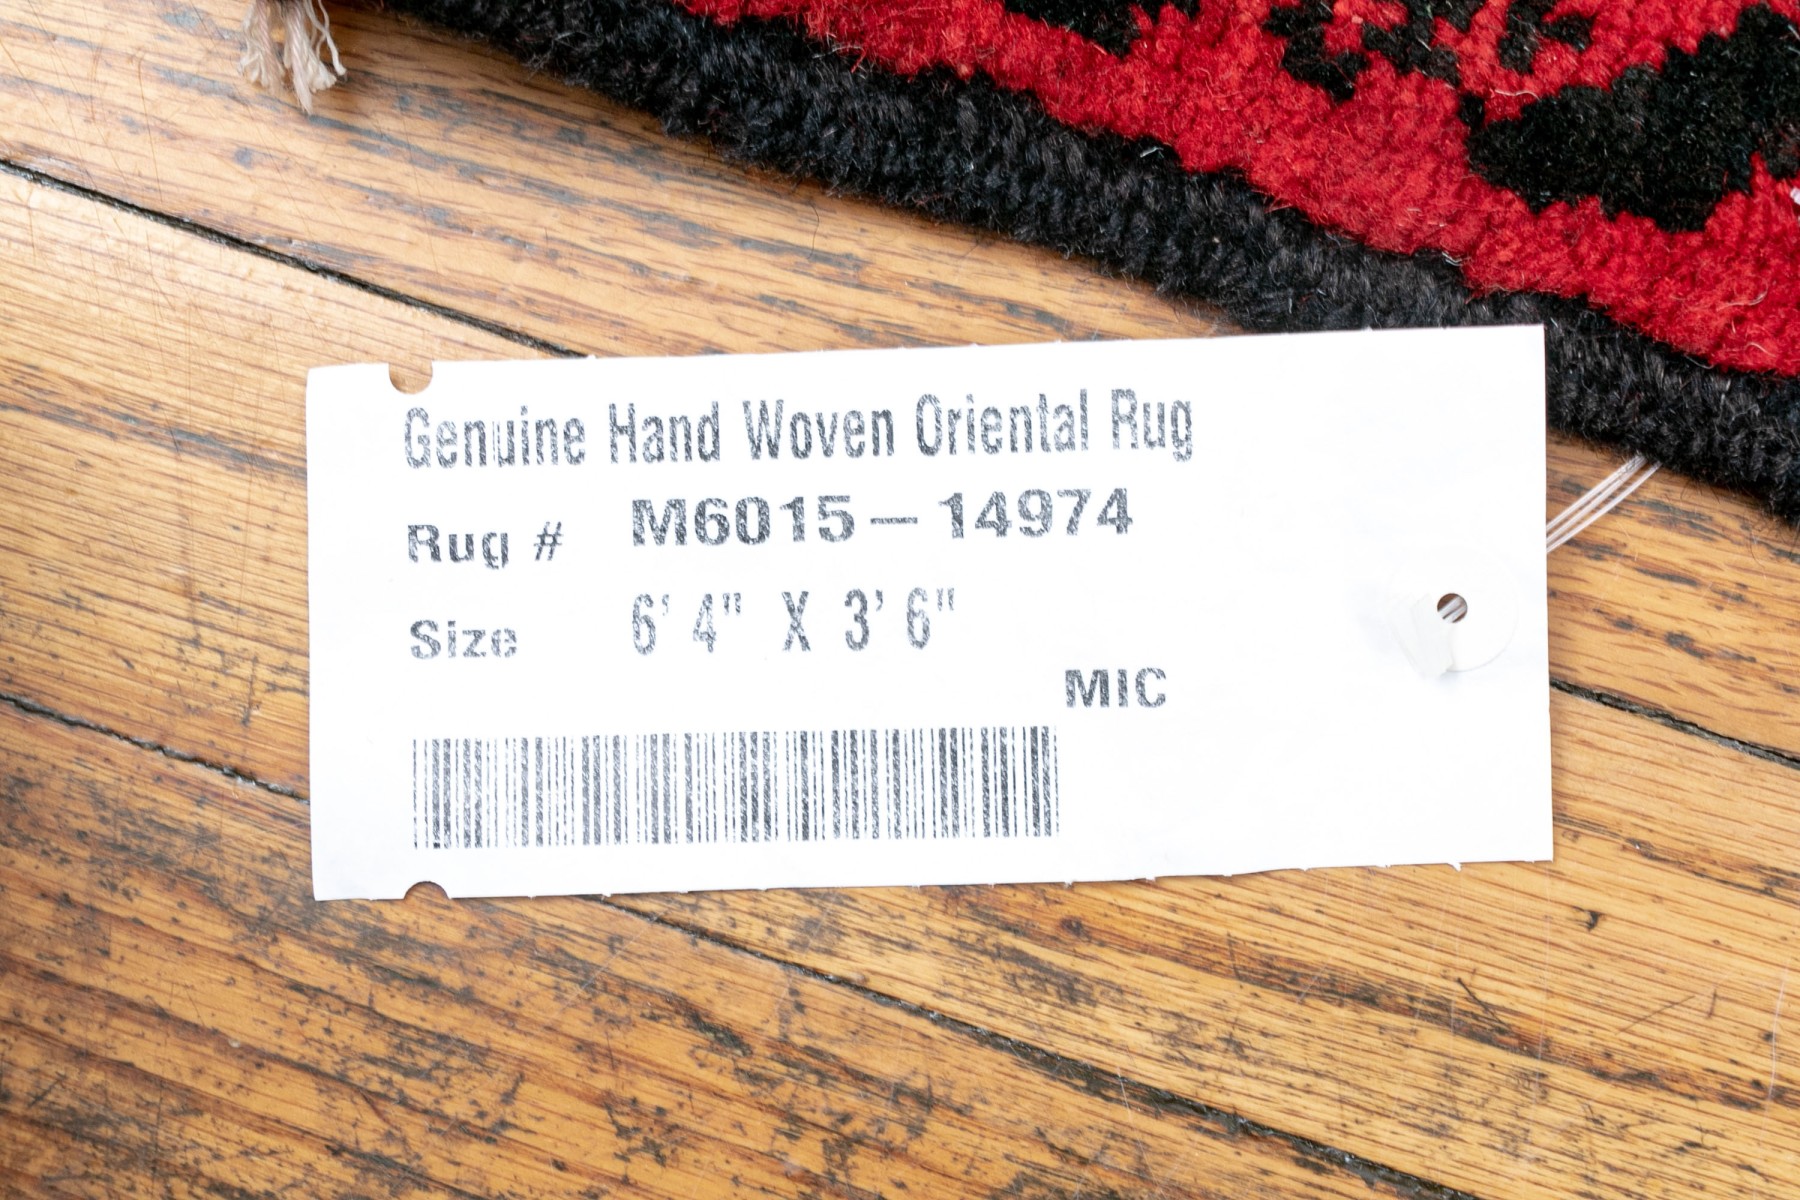 Genuine Hand Woven Oriental Rug
Rug # M6015 — 14974
Size 6' 4" X 3' 6"
MIC